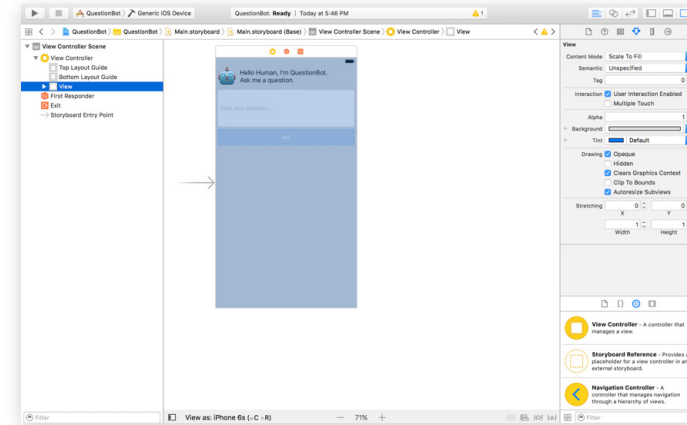 QuestionBot Generic iOS Device
QuestionBot: Ready | Today at 5:46 PM
1
QuestionBot QuestionBot Main.storyboard Main.storyboard (Base) View Controller Scene View Controller View
View Controller Scene
View Controller
Top Layout Guide
Bottom Layout Guide
View
First Responder
Exit
Storyboard Entry Point
Hello Human, I'm QuestionBot.
Ask me a question.
Type your question...
Ask
View
Content Mode Scale To Fill
Semantic Unspecified
Tag 0
Interaction User Interaction Enabled
Multiple Touch
Alpha 1
Background
Tint Default
Drawing Opaque
Hidden
Clears Graphics Context
Clip To Bounds
Autoresize Subviews
Stretching 0 0
X Y
1 1
Width Height
View Controller - A controller that
manages a view.
Storyboard Reference - Provides a
placeholder for a view controller in an
external storyboard.
Navigation Controller - A
controller that manages navigation
through a hierarchy of views.
Filter
View as: iPhone 6s (wC hR)
— 71% +
Filter